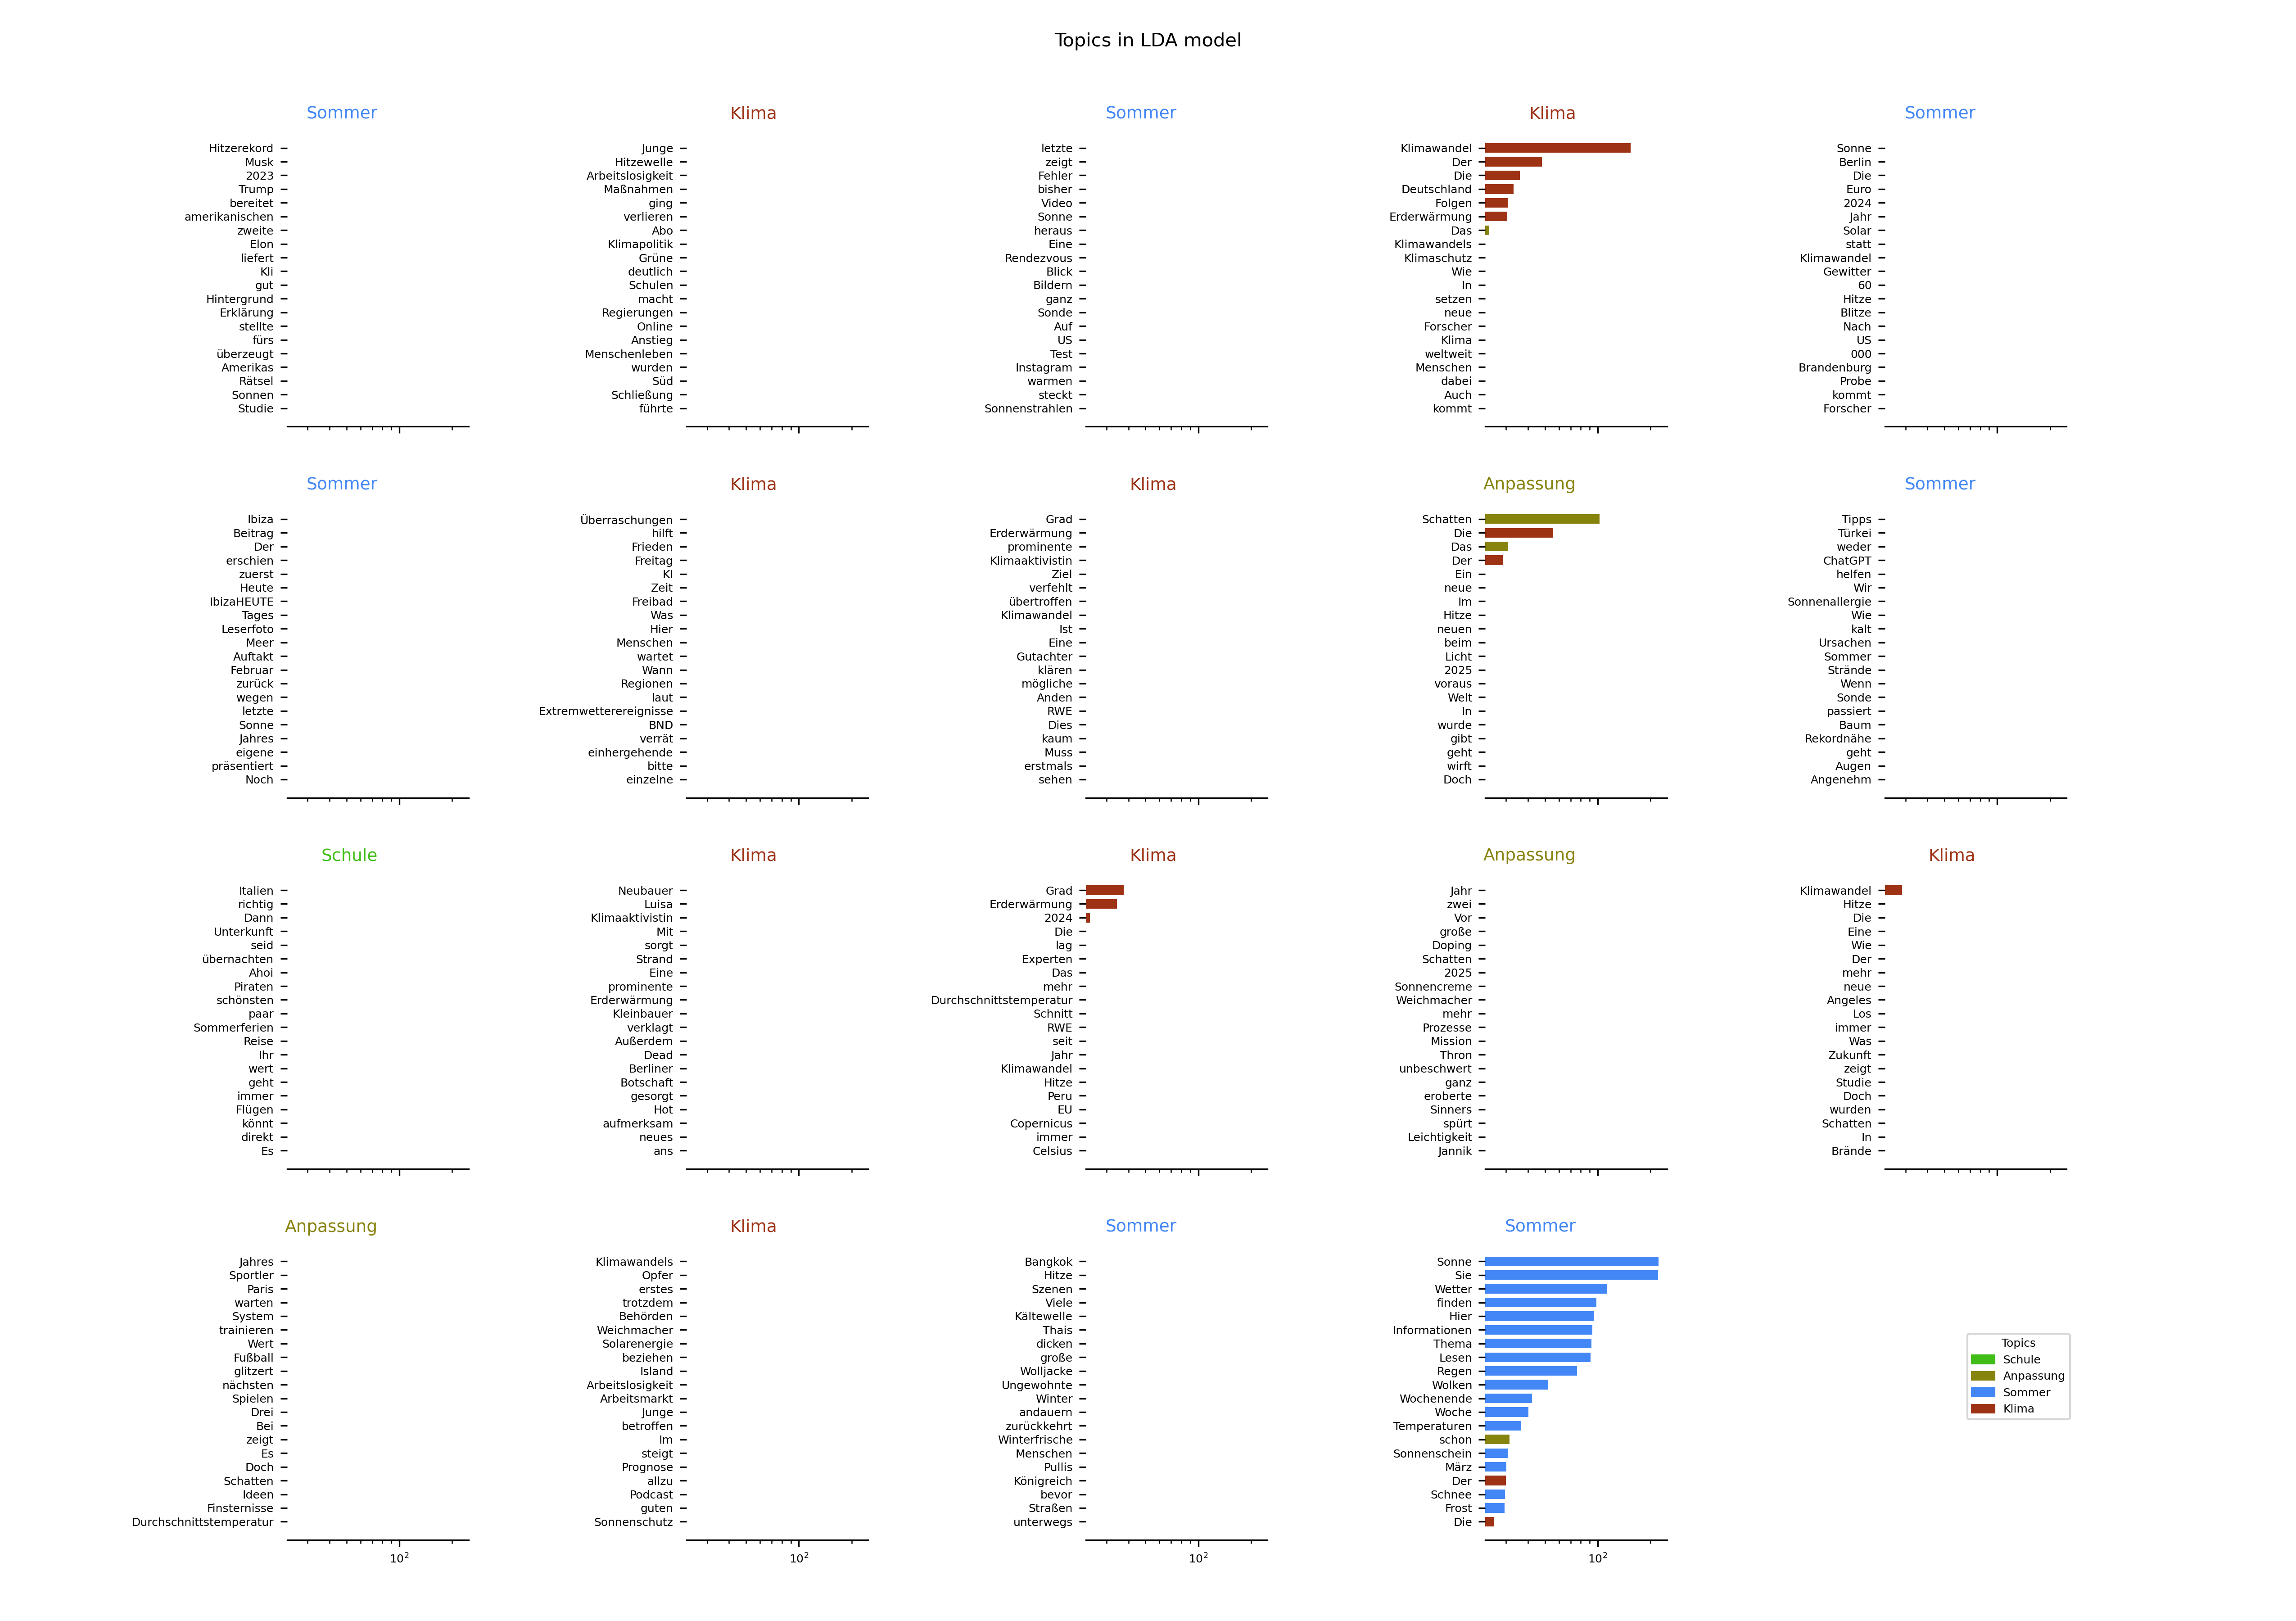 Topics in LDA model
Sommer
Hitzerekord
Musk
2023
Trump
bereitet
amerikanischen
zweite
Elon
liefert
Kli
gut
Hintergrund
Erklärung
stellte
fürs
überzeugt
Amerikas
Rätsel
Sonnen
Studie
Klima
Junge
Hitzewelle
Arbeitslosigkeit
Maßnahmen
ging
verlieren
Abo
Klimapolitik
Grüne
deutlich
Schulen
macht
Regierungen
Online
Anstieg
Menschenleben
wurden
Süd
Schließung
führte
Sommer
letzte
zeigt
Fehler
bisher
Video
Sonne
heraus
Eine
Rendezvous
Blick
Bildern
ganz
Sonde
Auf
US
Test
Instagram
warmen
steckt
Sonnenstrahlen
Klima
Klimawandel
Der
Die
Deutschland
Folgen
Erderwärmung
Das
Klimawandels
Klimaschutz
Wie
In
setzen
neue
Forscher
Klima
weltweit
Menschen
dabei
Auch
kommt
Sommer
Sonne
Berlin
Die
Euro
2024
Jahr
Solar
statt
Klimawandel
Gewitter
60
Hitze
Blitze
Nach
US
000
Brandenburg
Probe
kommt
Forscher
Sommer
Ibiza
Beitrag
Der
erschien
zuerst
Heute
IbizaHEUTE
Tages
Leserfoto
Meer
Auftakt
Februar
zurück
wegen
letzte
Sonne
Jahres
eigene
präsentiert
Noch
Klima
Überraschungen
hilft
Frieden
Freitag
KI
Zeit
Freibad
Was
Hier
Menschen
wartet
Wann
Regionen
laut
Extremwetterereignisse
BND
verrät
einhergehende
bitte
einzelne
Klima
Grad
Erderwärmung
prominente
Klimaaktivistin
Ziel
verfehlt
übertroffen
Klimawandel
Ist
Eine
Gutachter
klären
mögliche
Anden
RWE
Dies
kaum
Muss
erstmals
sehen
Anpassung
Schatten
Die
Das
Der
Ein
neue
Im
Hitze
neuen
beim
Licht
2025
voraus
Welt
In
wurde
gibt
geht
wirft
Doch
Sommer
Tipps
Türkei
weder
ChatGPT
helfen
Wir
Sonnenallergie
Wie
kalt
Ursachen
Sommer
Strände
Wenn
Sonde
passiert
Baum
Rekordnähe
geht
Augen
Angenehm
Schule
Italien
richtig
Dann
Unterkunft
seid
übernachten
Ahoi
Piraten
schönsten
paar
Sommerferien
Reise
Ihr
wert
geht
immer
Flügen
könnt
direkt
Es
Klima
Neubauer
Luisa
Klimaaktivistin
Mit
sorgt
Strand
Eine
prominente
Erderwärmung
Kleinbauer
verklagt
Außerdem
Dead
Berliner
Botschaft
gesorgt
Hot
aufmerksam
neues
ans
Klima
Grad
Erderwärmung
2024
Die
lag
Experten
Das
mehr
Durchschnittstemperatur
Schnitt
RWE
seit
Jahr
Klimawandel
Hitze
Peru
EU
Copernicus
immer
Celsius
Anpassung
Jahr
zwei
Vor
große
Doping
Schatten
2025
Sonnencreme
Weichmacher
mehr
Prozesse
Mission
Thron
unbeschwert
ganz
eroberte
Sinners
spürt
Leichtigkeit
Jannik
Klima
Klimawandel
Hitze
Die
Eine
Wie
Der
mehr
neue
Angeles
Los
immer
Was
Zukunft
zeigt
Studie
Doch
wurden
Schatten
In
Brände
Anpassung
Jahres
Sportler
Paris
warten
System
trainieren
Wert
Fußball
glitzert
nächsten
Spielen
Drei
Bei
zeigt
Es
Doch
Schatten
Ideen
Finsternisse
Durchschnittstemperatur
10²
Klima
Klimawandels
Opfer
erstes
trotzdem
Behörden
Weichmacher
Solarenergie
beziehen
Island
Arbeitslosigkeit
Arbeitsmarkt
Junge
betroffen
Im
steigt
Prognose
allzu
Podcast
guten
Sonnenschutz
10²
Sommer
Bangkok
Hitze
Szenen
Viele
Kältewelle
Thais
dicken
große
Wolljacke
Ungewohnte
Winter
andauern
zurückkehrt
Winterfrische
Menschen
Pullis
Königreich
bevor
Straßen
unterwegs
10²
Sommer
Sonne
Sie
Wetter
finden
Hier
Informationen
Thema
Lesen
Regen
Wolken
Wochenende
Woche
Temperaturen
schon
Sonnenschein
März
Der
Schnee
Frost
Die
10²
Topics
Schule
Anpassung
Sommer
Klima